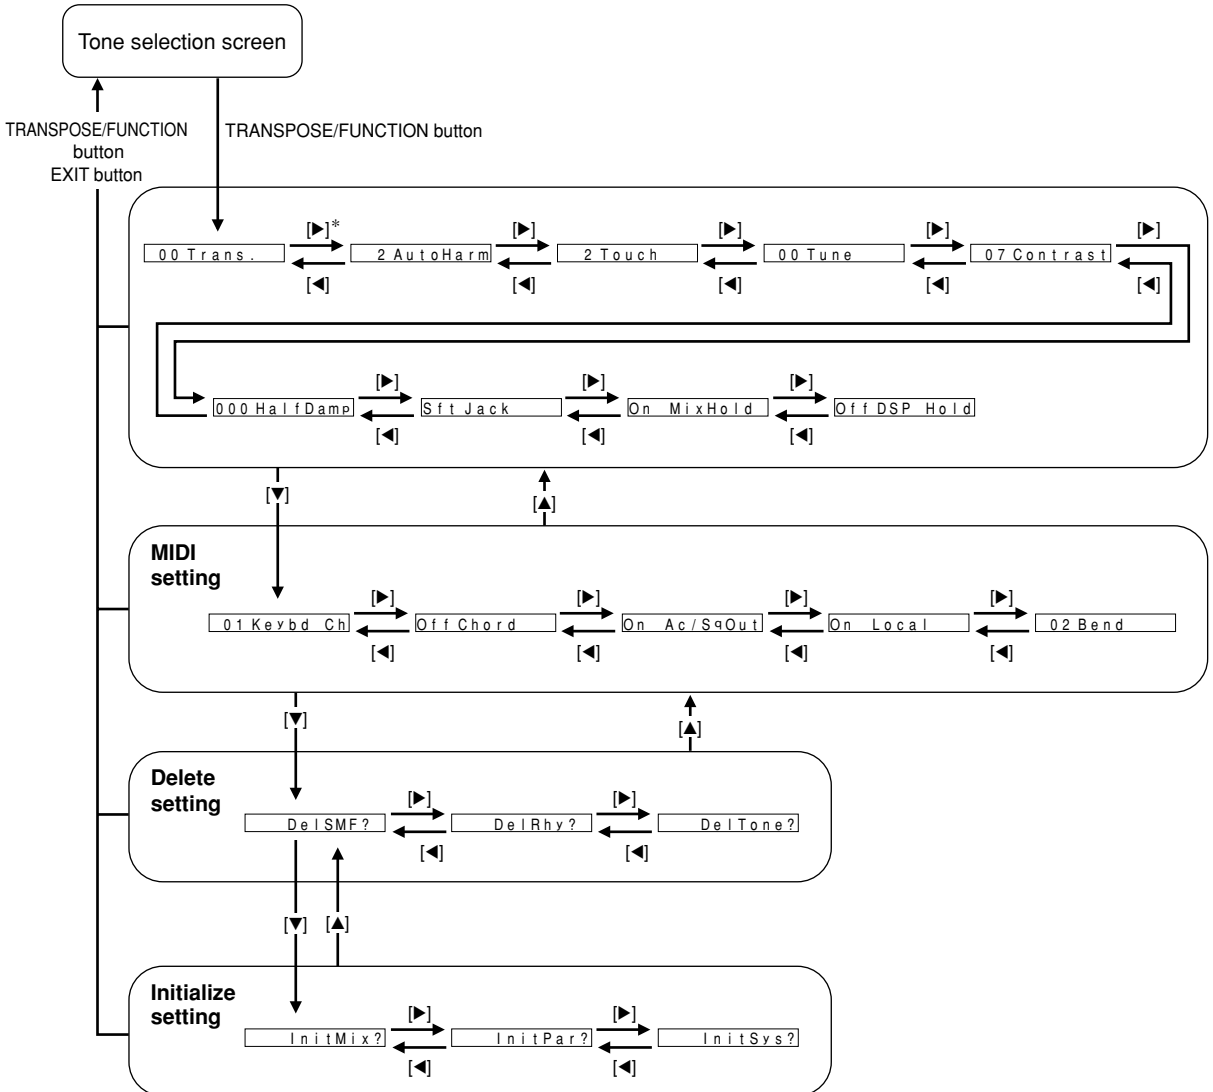 Tone selection screen
TRANSPOSE/FUNCTION
button
EXIT button
TRANSPOSE/FUNCTION button
[▶]* [▶] [▶] [▶] [▶]
00 Trans. 2 AutoHarm 2 Touch 00 Tune 07 Contrast
[◀] [◀] [◀] [◀] [◀]
[▶] [▶] [▶]
000 HalfDamp Sft Jack On MixHold Off DSP Hold
[◀] [◀] [◀]
[▼] [▲]
MIDI
setting
[▶] [▶] [▶] [▶]
01 Keybd Ch Off Chord On Ac/SqOut On Local 02 Bend
[◀] [◀] [◀] [◀]
[▼] [▲]
Delete
setting
[▶] [▶]
DelSMF? DelRhy? DelTone?
[◀] [◀]
[▼] [▲]
Initialize
setting
[▶] [▶]
InitMix? InitPar? InitSys?
[◀] [◀]